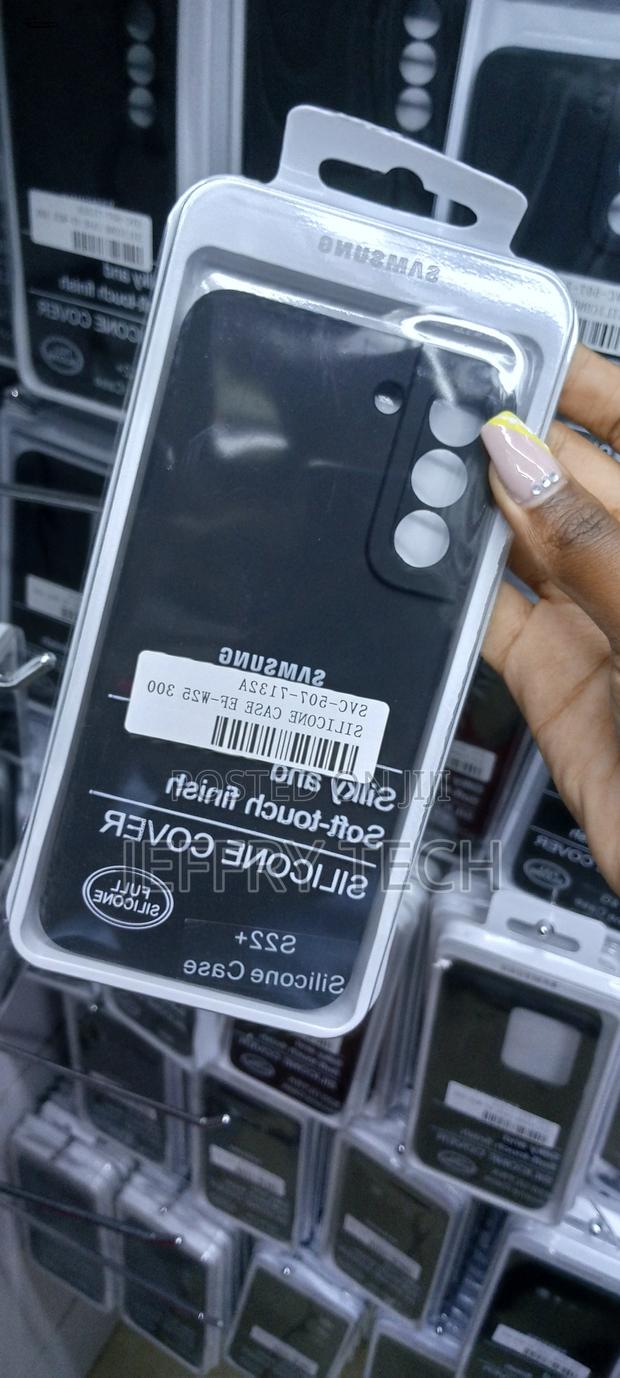 SAMSUNG
SAMSUNG
SVC-507-7132A
SILICONE CASE EF-W25 300
Silky and
Soft-touch finish
SILICONE COVER
FULL
SILICONE
S22+
Silicone Case
POSTED ON JIJI
JEFFRY TECH